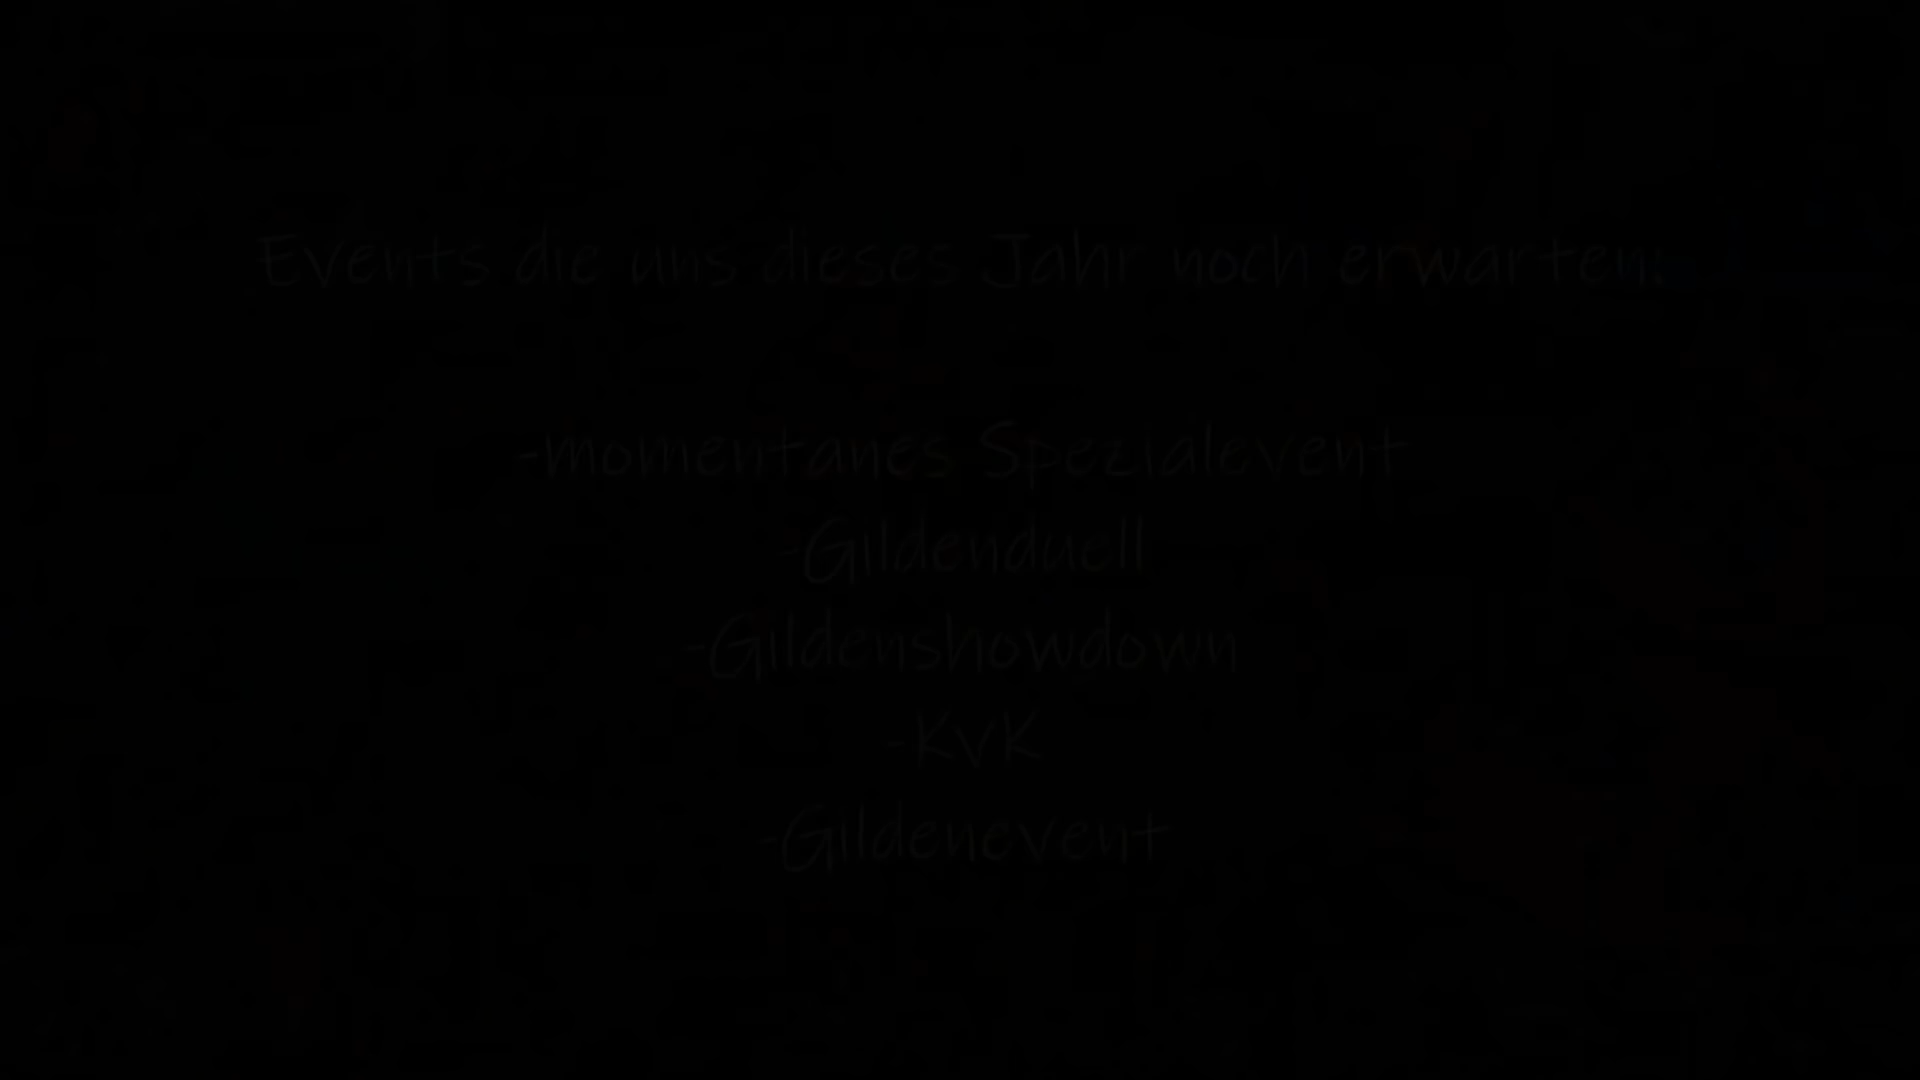 Events die uns dieses Jahr noch erwarten:
-momentanes Spezialevent
-Gildenduell
-Gildenshowdown
-KvK
-Gildenevent